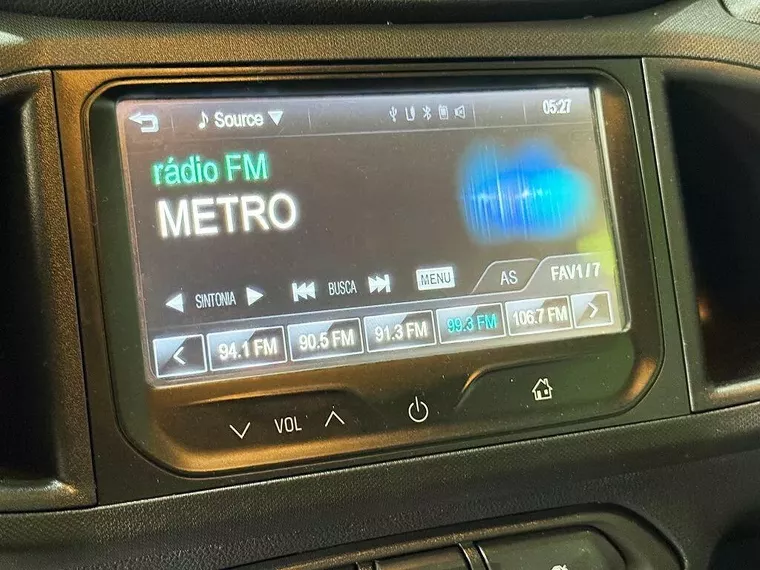 Source 05:27
rádio FM
METRO
SINTONIA BUSCA MENU AS FAV1/7
94.1 FM 90.5 FM 91.3 FM 99.3 FM 106.7 FM
VOL